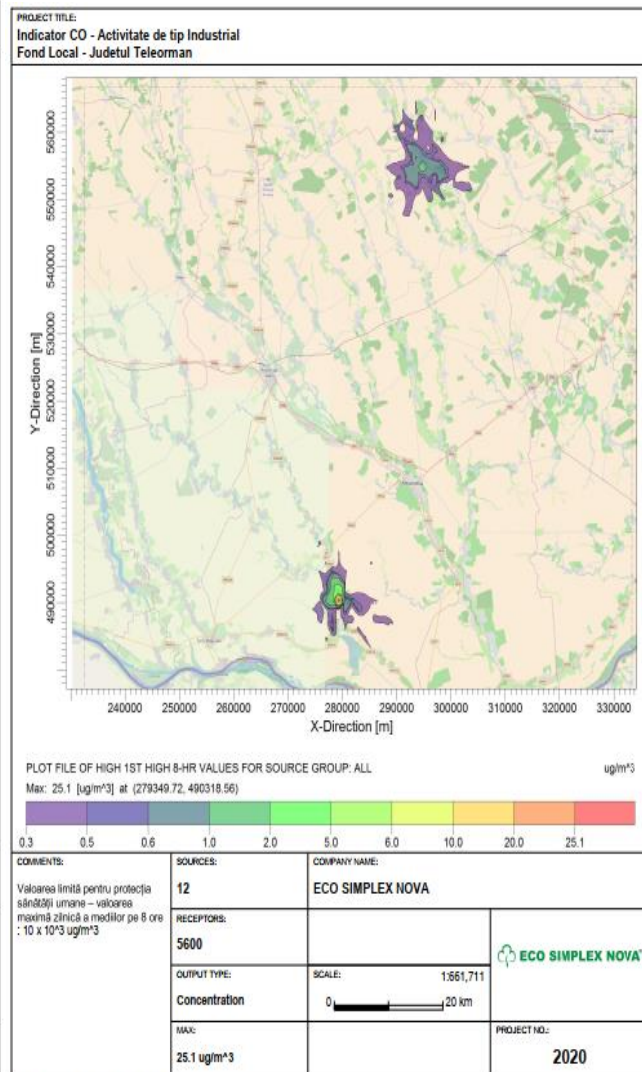 PROJECT TITLE:
Indicator CO - Activitate de tip Industrial
Fond Local - Judetul Teleorman
Y-Direction [m]
560000
550000
540000
530000
520000
510000
500000
490000
240000 250000 260000 270000 280000 290000 300000 310000 320000 330000
X-Direction [m]
PLOT FILE OF HIGH 1ST HIGH 8-HR VALUES FOR SOURCE GROUP: ALL
ug/m^3
Max: 25.1 [ug/m^3] at (279349.72, 490318.56)
0.3 0.5 0.6 1.0 2.0 5.0 6.0 10.0 20.0 25.1
COMMENTS:
Valoarea limită pentru protecția
sănătății umane – valoarea
maximă zilnică a mediilor pe 8 ore
: 10 x 10^3 ug/m^3
SOURCES:
12
COMPANY NAME:
ECO SIMPLEX NOVA
RECEPTORS:
5600
OUTPUT TYPE:
Concentration
SCALE:
1:661,711
0 20 km
ECO SIMPLEX NOVA
MAX:
25.1 ug/m^3
PROJECT NO.:
2020